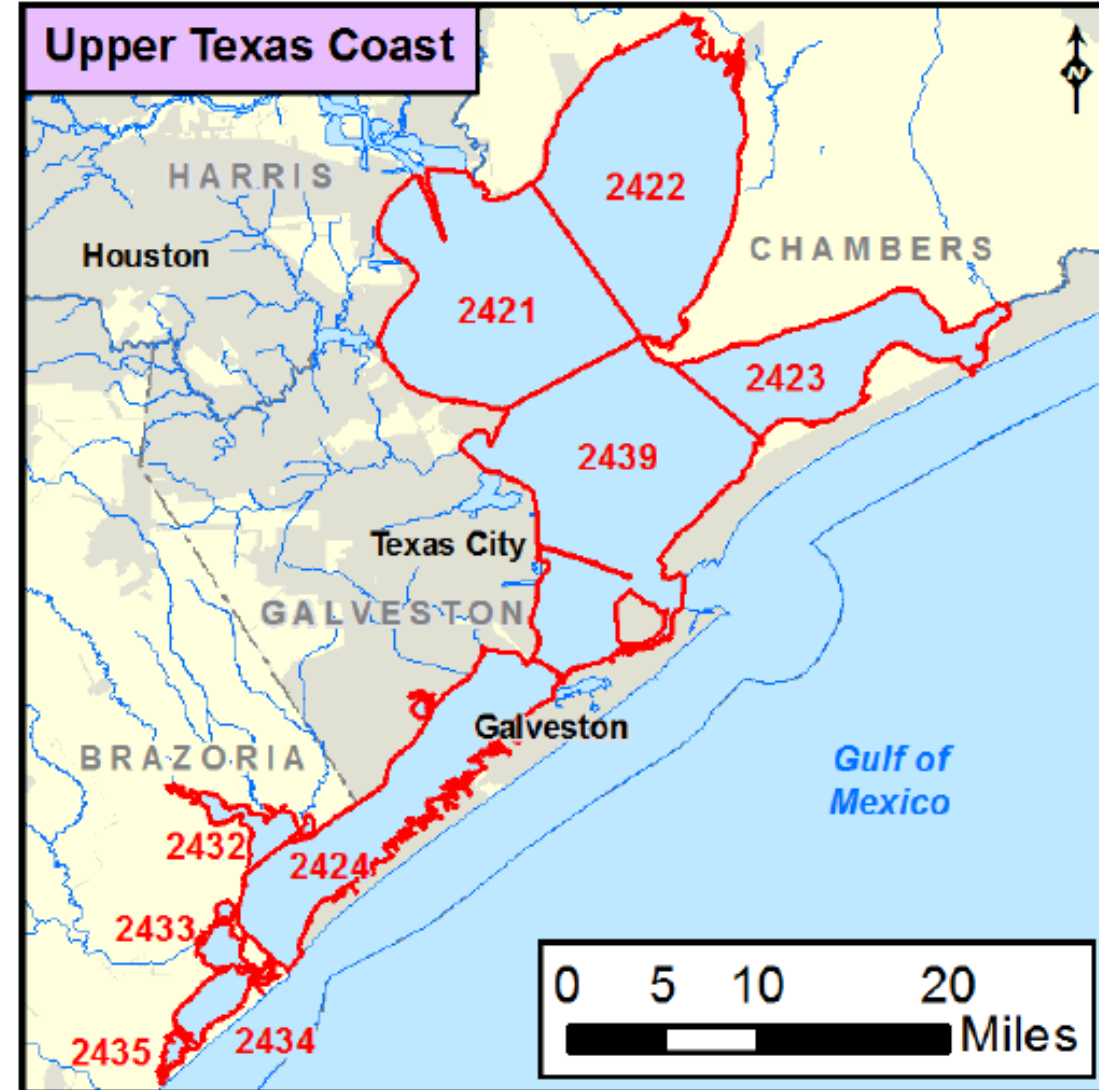 Upper Texas Coast
N
HARRIS
2422
Houston
CHAMBERS
2421
2423
2439
Texas City
GALVESTON
Galveston
BRAZORIA
Gulf of
Mexico
2432
2424
2433
0 5 10 20
Miles
2434
2435